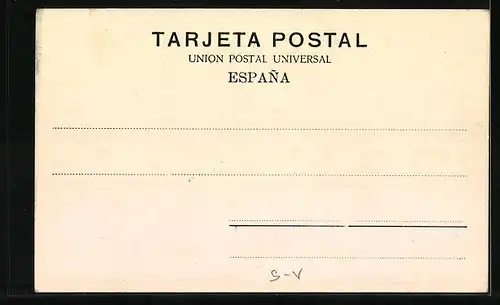 TARJETA POSTAL
UNION POSTAL UNIVERSAL
ESPAÑA
S-V